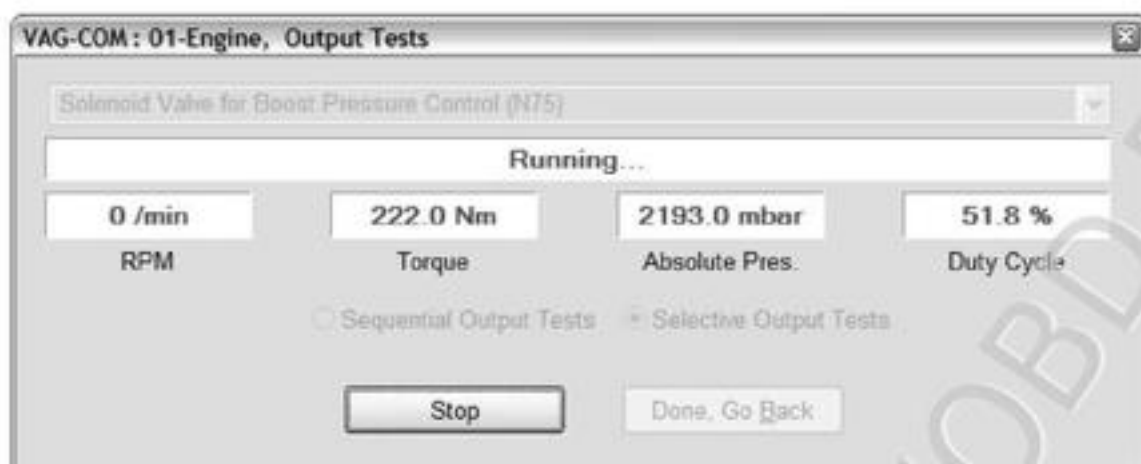 VAG-COM: 01-Engine, Output Tests
Solenoid Valve for Boost Pressure Control (N75)
Running...
0 /min 222.0 Nm 2193.0 mbar 51.8 %
RPM Torque Absolute Pres. Duty Cycle
Sequential Output Tests Selective Output Tests
Stop Done, Go Back
OBD